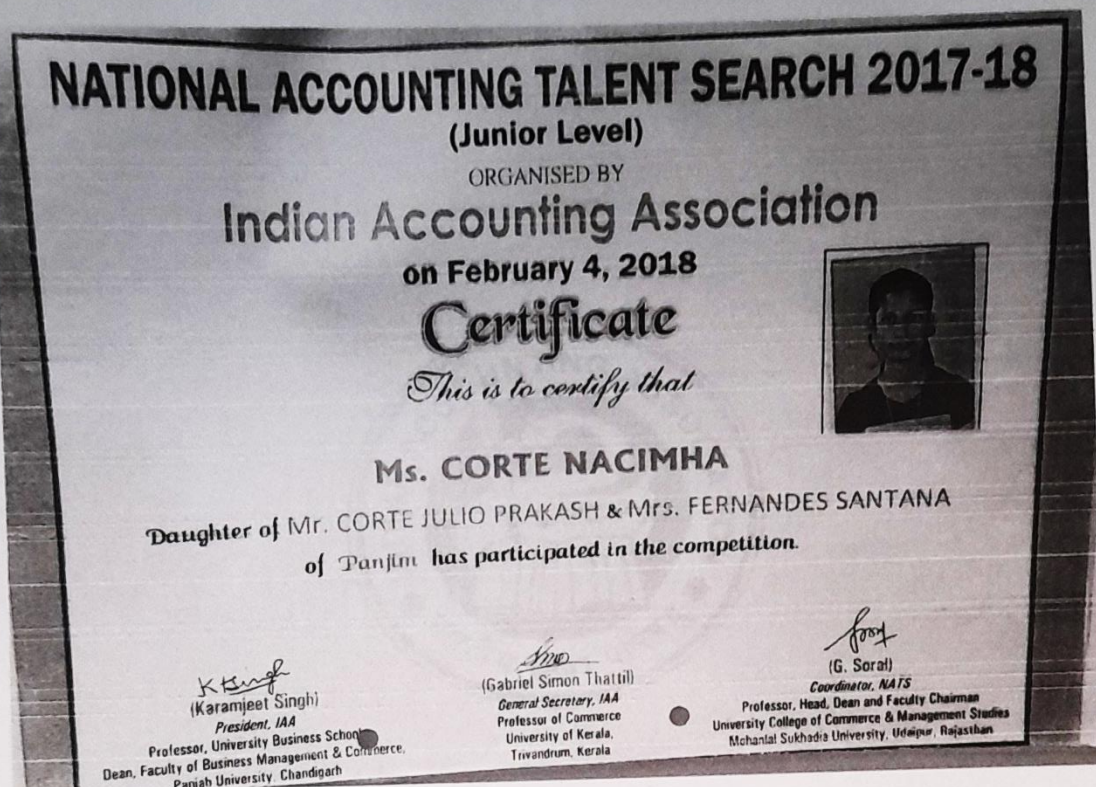 NATIONAL ACCOUNTING TALENT SEARCH 2017-18
(Junior Level)
ORGANISED BY
Indian Accounting Association
on February 4, 2018
Certificate
This is to certify that
Ms. CORTE NACIMHA
Daughter of Mr. CORTE JULIO PRAKASH & Mrs. FERNANDES SANTANA
of Panjim has participated in the competition.
K Singh
(Karamjeet Singh)
President, IAA
Professor, University Business School
Dean, Faculty of Business Management & Commerce,
Panjab University, Chandigarh
(Gabriel Simon Thattil)
General Secretary, IAA
Professor of Commerce
University of Kerala,
Trivandrum, Kerala
(G. Soral)
Coordinator, NATS
Professor, Head, Dean and Faculty Chairman
University College of Commerce & Management Studies
Mohanlal Sukhadia University, Udaipur, Rajasthan